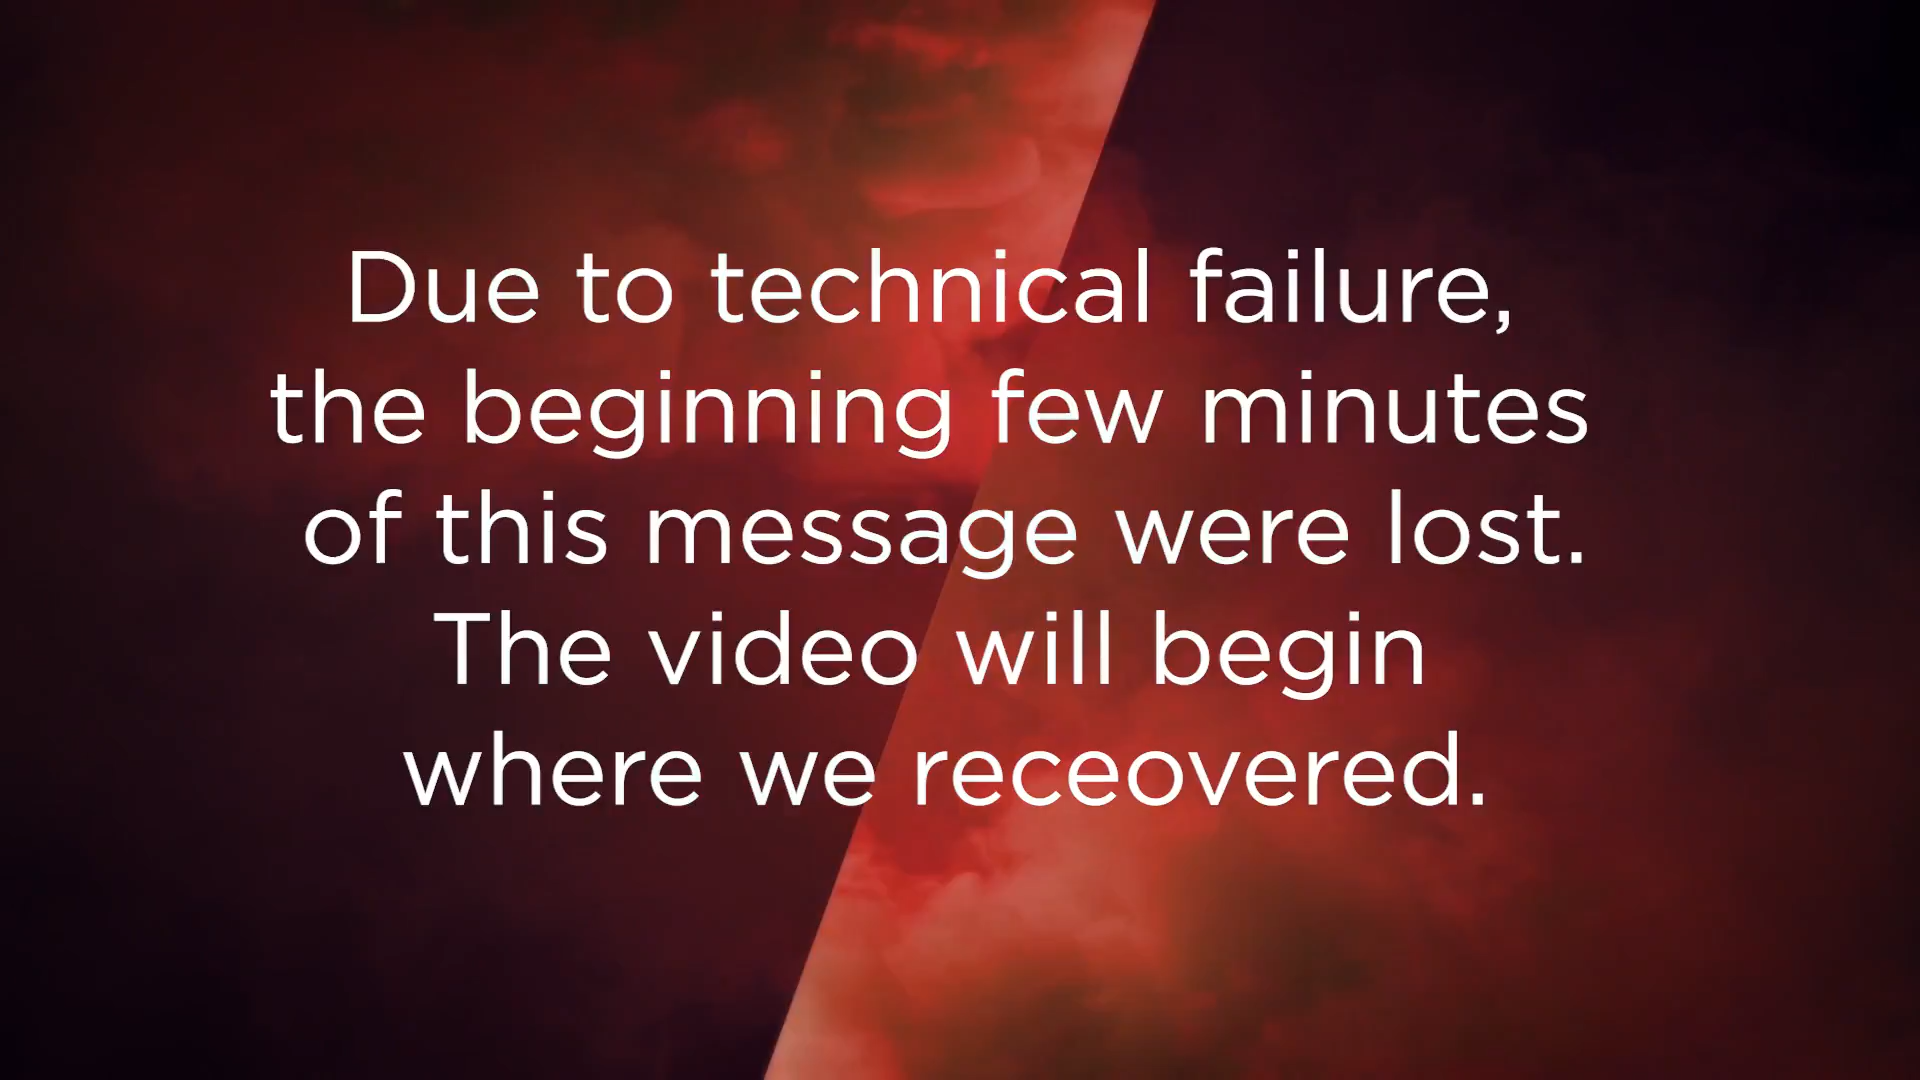 Due to technical failure,
the beginning few minutes
of this message were lost.
The video will begin
where we receovered.